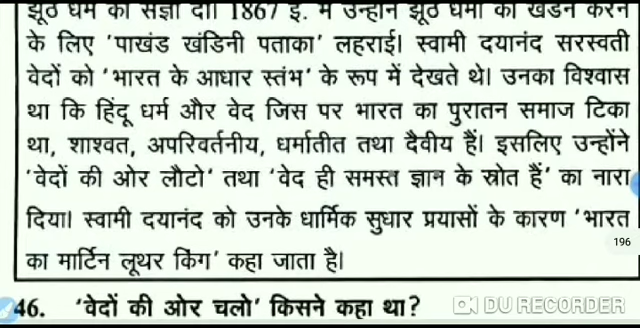 झूठे धर्म की संज्ञा दी। 1867 ई. में उन्होंने झूठे धर्मों का खंडन करने
के लिए 'पाखंड खंडिनी पताका' लहराई। स्वामी दयानंद सरस्वती
वेदों को 'भारत के आधार स्तंभ' के रूप में देखते थे। उनका विश्वास
था कि हिंदू धर्म और वेद जिस पर भारत का पुरातन समाज टिका
था, शाश्वत, अपरिवर्तनीय, धर्मातीत तथा दैवीय हैं। इसलिए उन्होंने
'वेदों की ओर लौटो' तथा 'वेद ही समस्त ज्ञान के स्रोत हैं' का नारा
दिया। स्वामी दयानंद को उनके धार्मिक सुधार प्रयासों के कारण 'भारत
196
का मार्टिन लूथर किंग' कहा जाता है।
46. 'वेदों की ओर चलो' किसने कहा था?
DU RECORDER